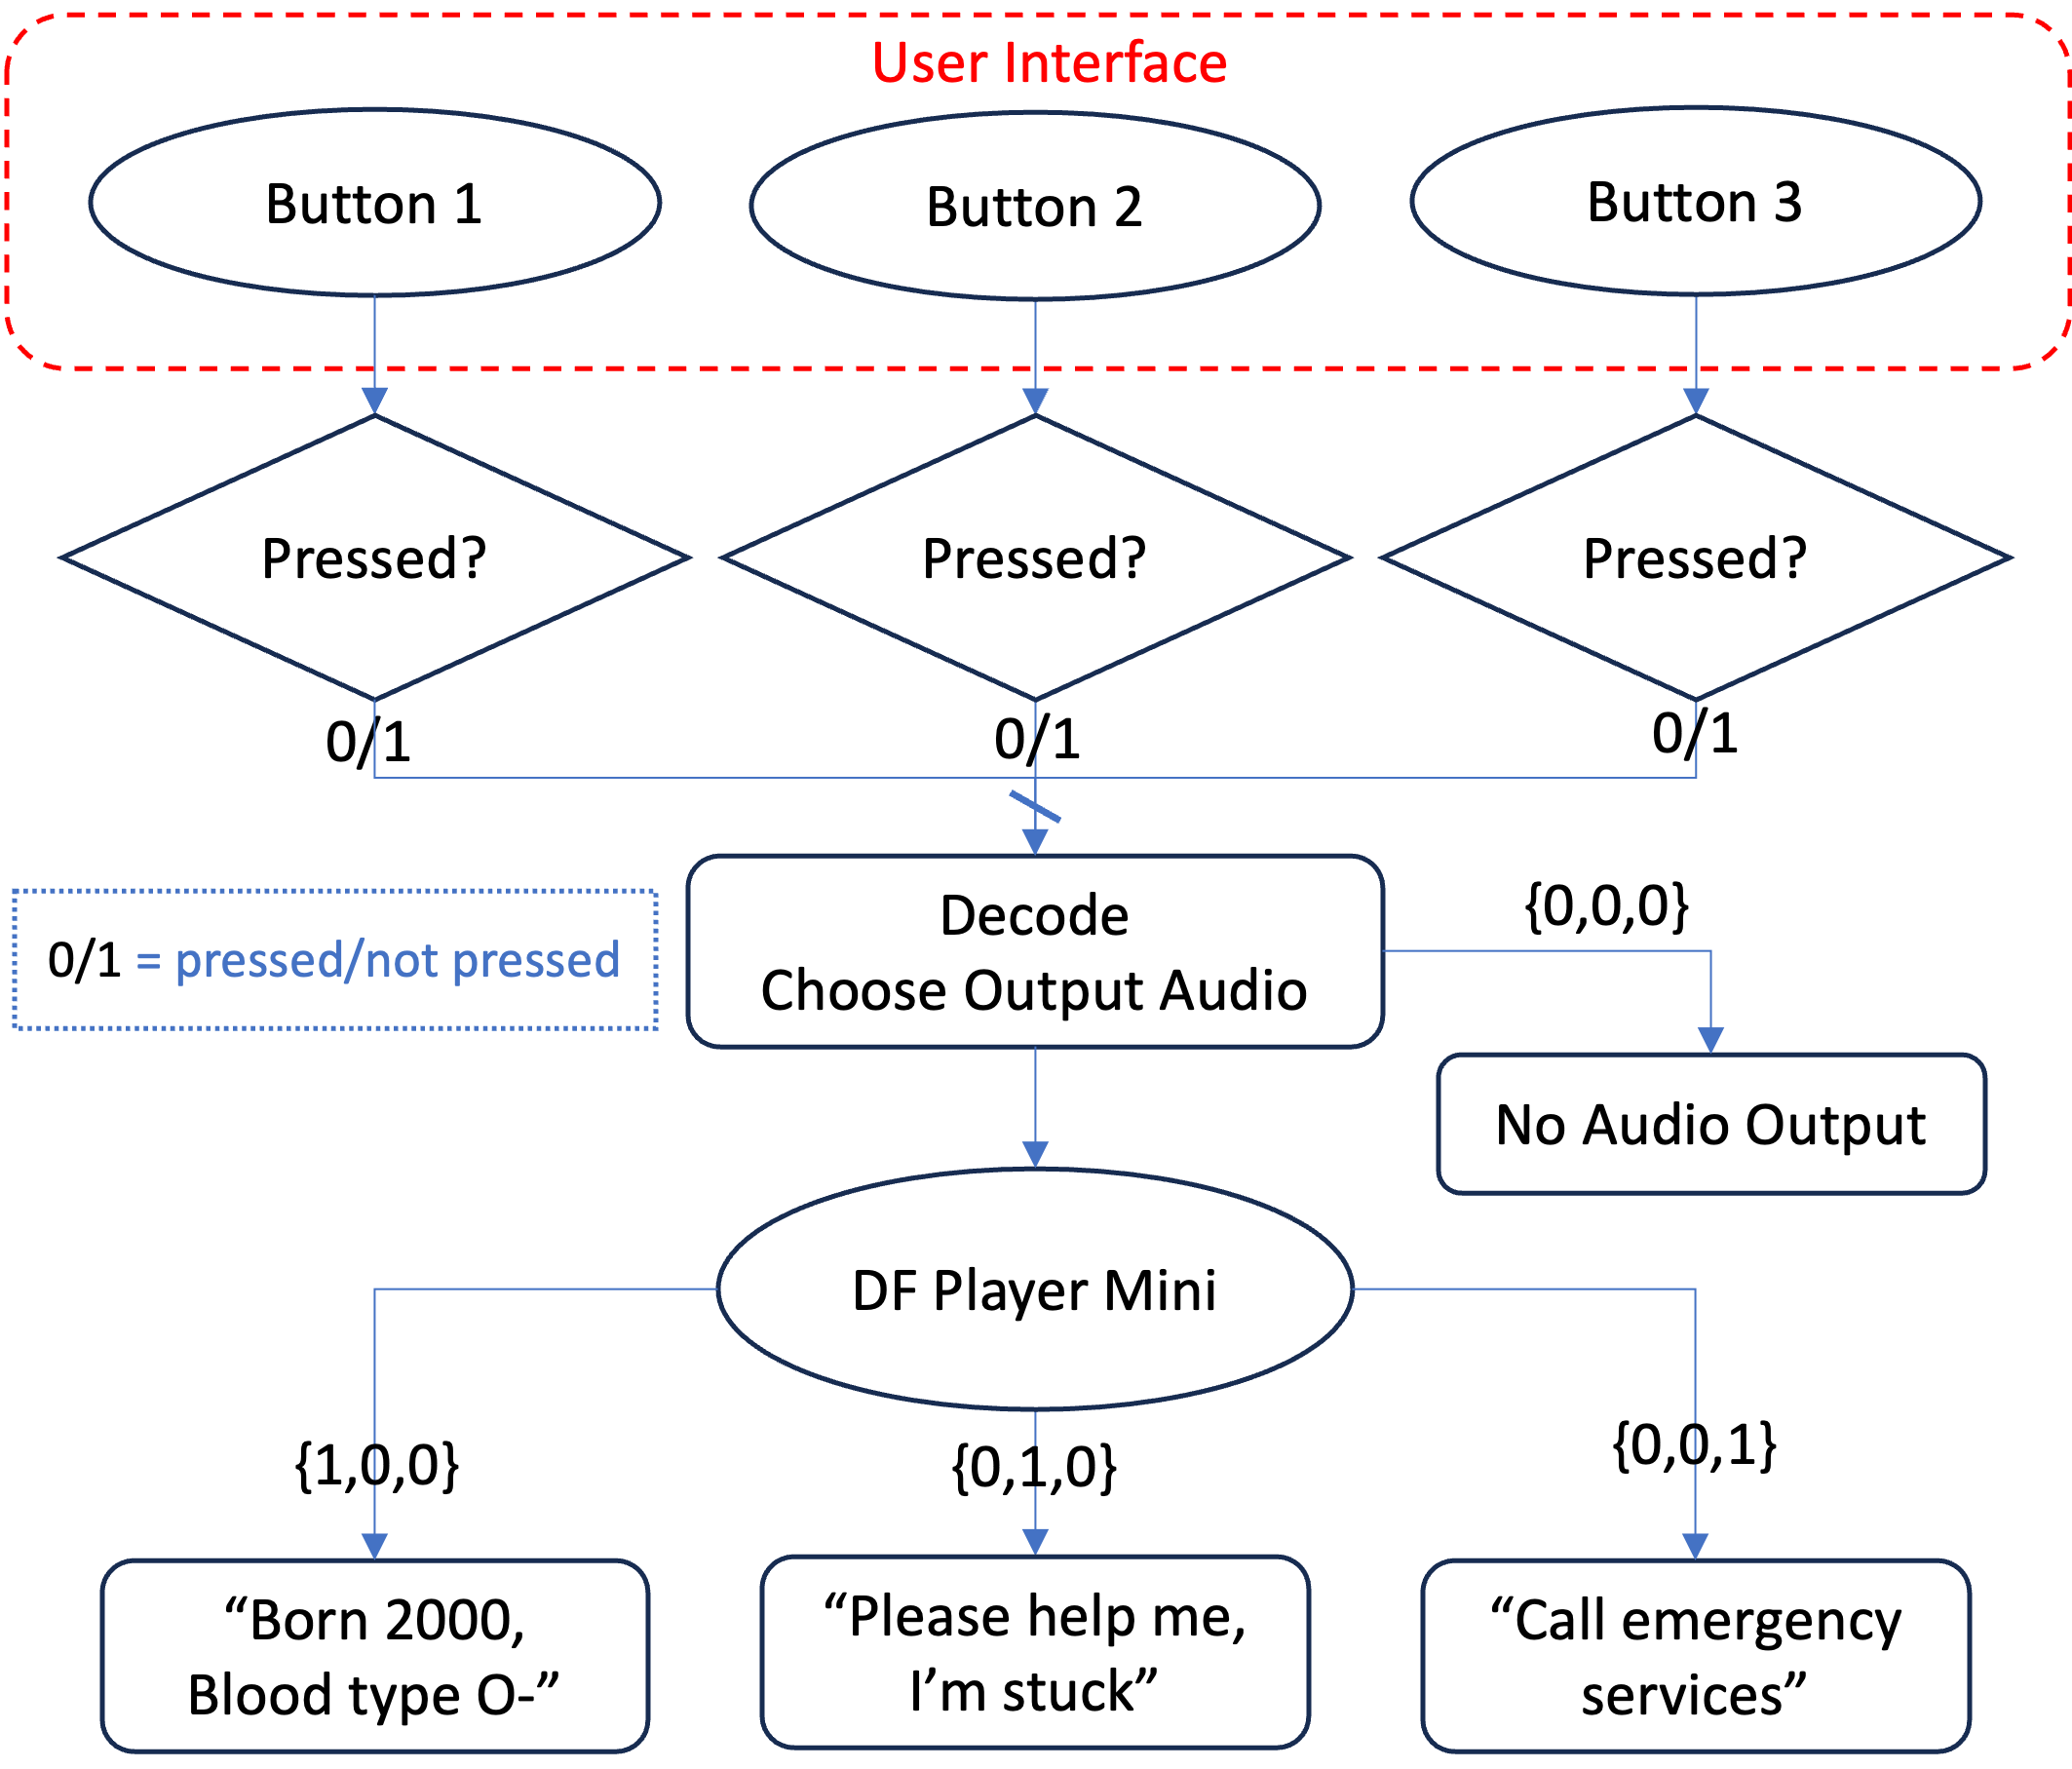 User Interface
Button 1
Button 2
Button 3
Pressed?
Pressed?
Pressed?
0/1
0/1
0/1
0/1 = pressed/not pressed
Decode
Choose Output Audio
{0,0,0}
No Audio Output
DF Player Mini
{1,0,0}
{0,1,0}
{0,0,1}
“Born 2000,
Blood type O-”
“Please help me,
I’m stuck”
“Call emergency
services”